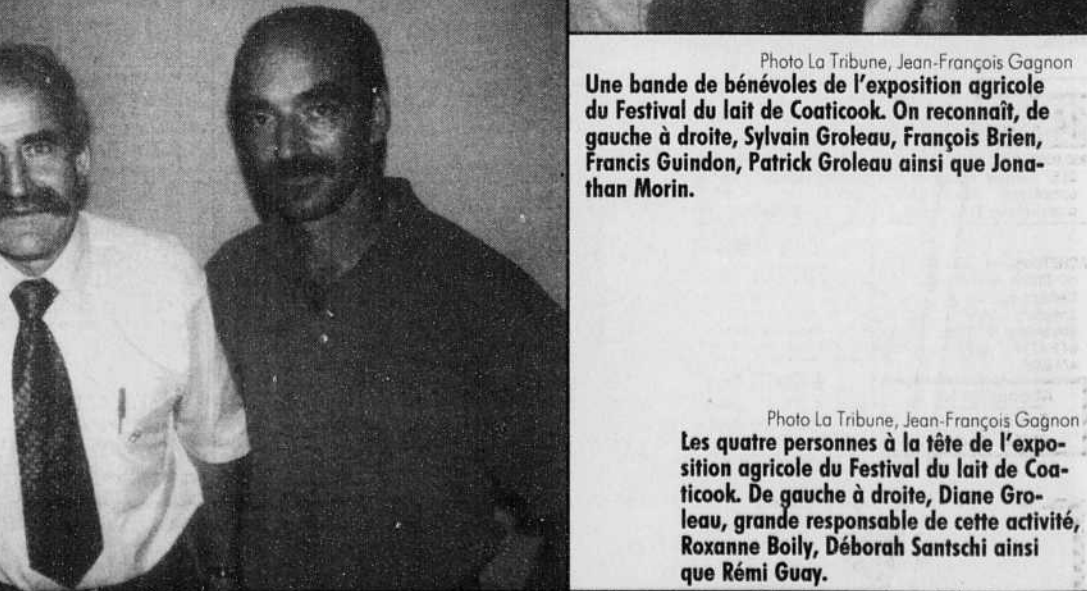 Photo La Tribune, Jean-François Gagnon
Une bande de bénévoles de l'exposition agricole
du Festival du lait de Coaticook. On reconnaît, de
gauche à droite, Sylvain Groleau, François Brien,
Francis Guindon, Patrick Groleau ainsi que Jona-
than Morin.
Photo La Tribune, Jean-François Gagnon
Les quatre personnes à la tête de l'expo-
sition agricole du Festival du lait de Coa-
ticook. De gauche à droite, Diane Gro-
leau, grande responsable de cette activité,
Roxanne Boily, Déborah Santschi ainsi
que Rémi Guay.